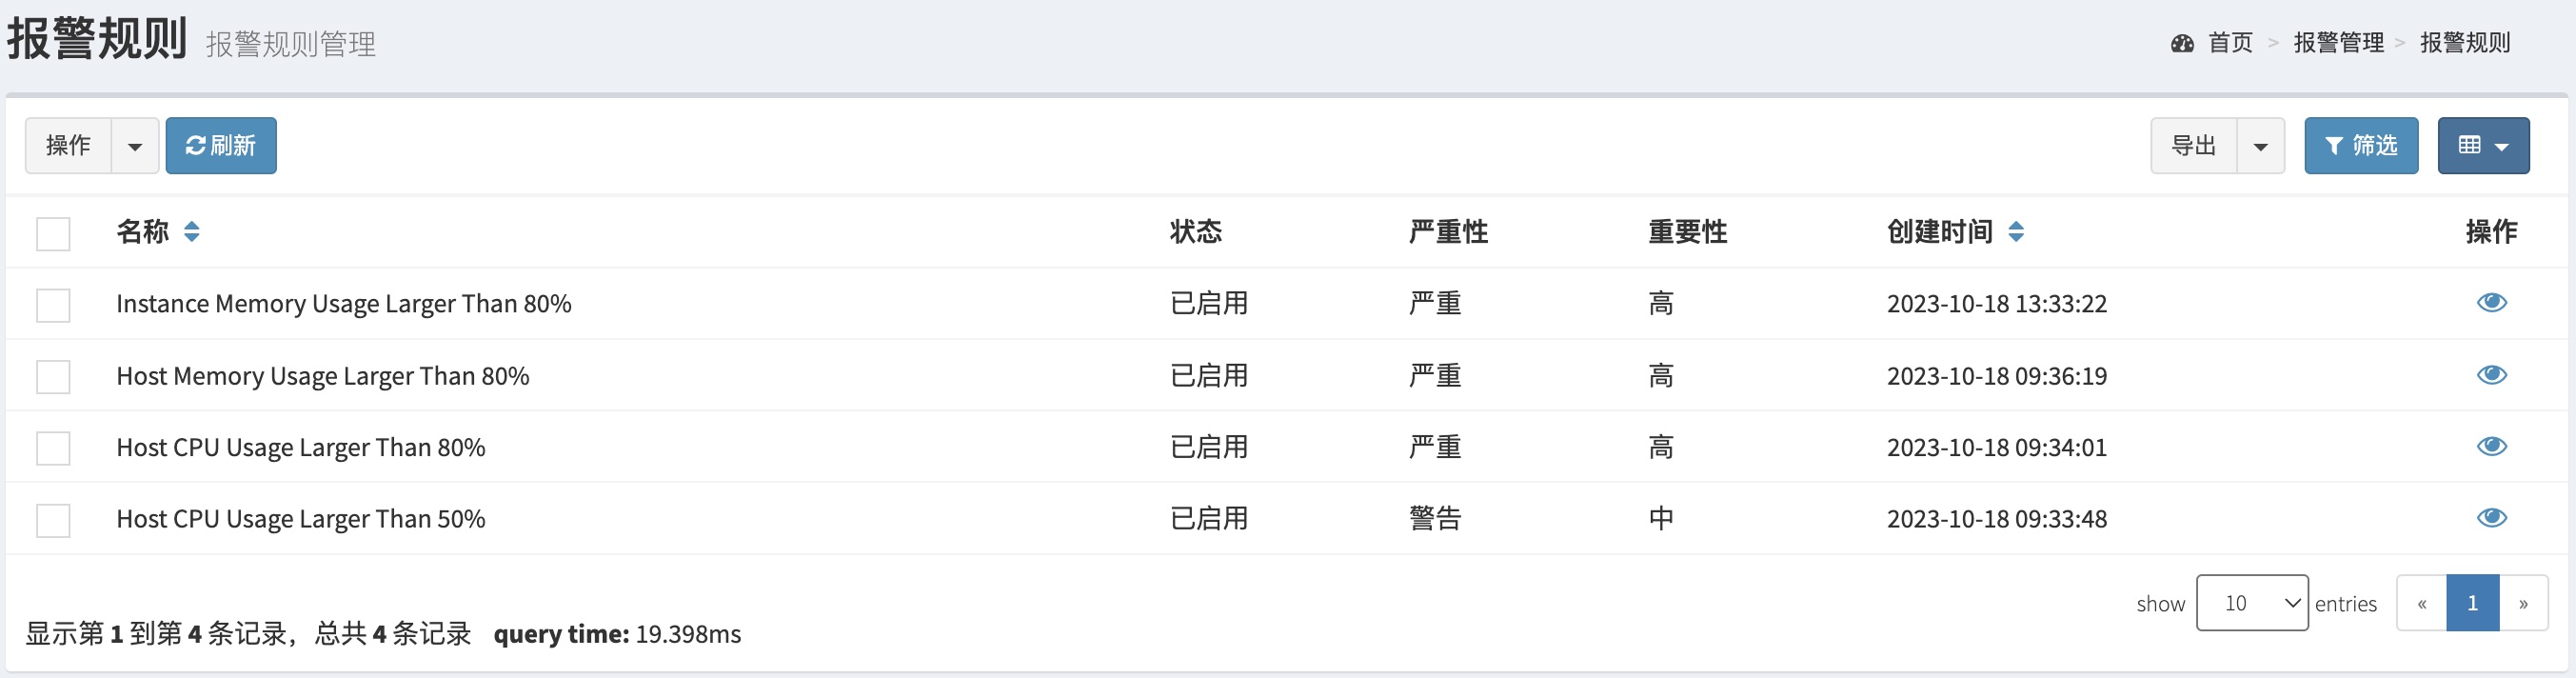 报警规则 报警规则管理
首页 > 报警管理 > 报警规则
操作 刷新 导出 筛选
名称 状态 严重性 重要性 创建时间 操作
Instance Memory Usage Larger Than 80% 已启用 严重 高 2023-10-18 13:33:22
Host Memory Usage Larger Than 80% 已启用 严重 高 2023-10-18 09:36:19
Host CPU Usage Larger Than 80% 已启用 严重 高 2023-10-18 09:34:01
Host CPU Usage Larger Than 50% 已启用 警告 中 2023-10-18 09:33:48
show 10 entries « 1 »
显示第 1 到第 4 条记录，总共 4 条记录 query time: 19.398ms